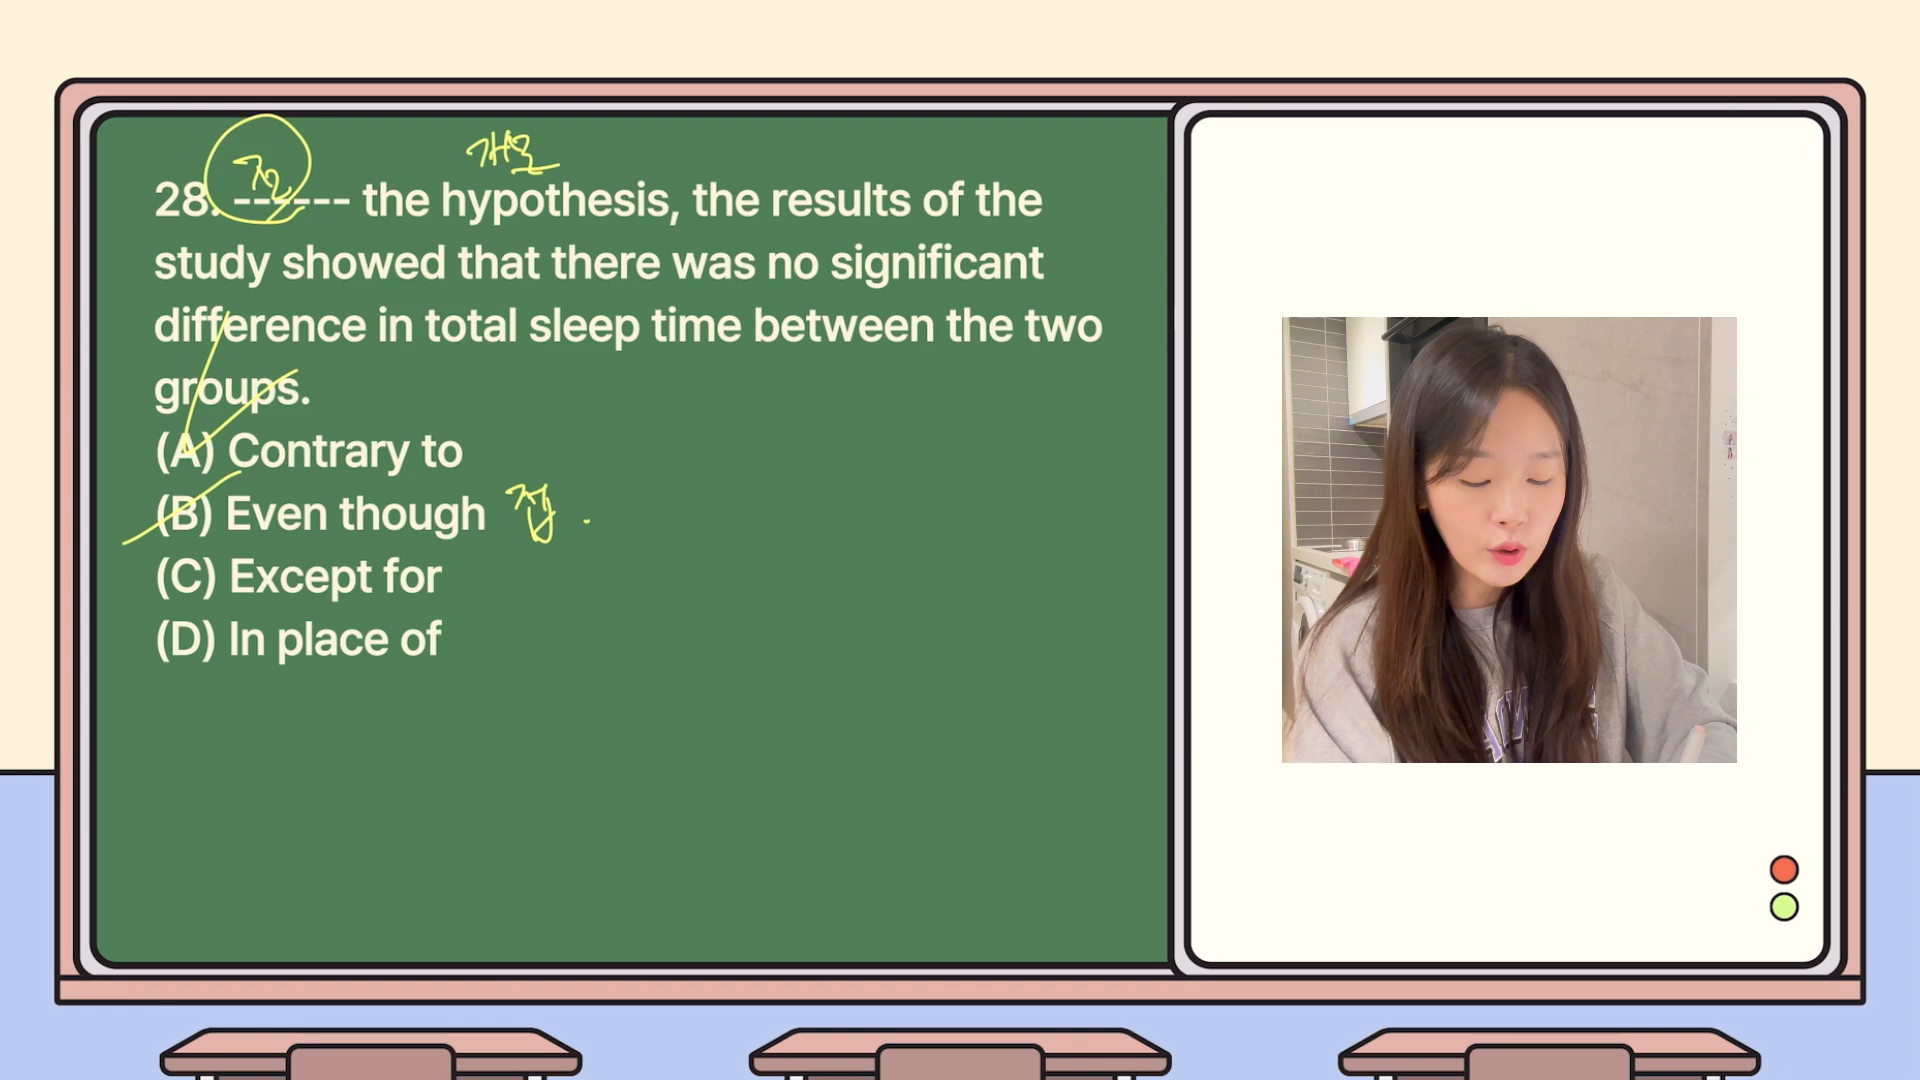 28. ------ the hypothesis, the results of the
study showed that there was no significant
difference in total sleep time between the two
groups.
(A) Contrary to
(B) Even though 접
(C) Except for
(D) In place of